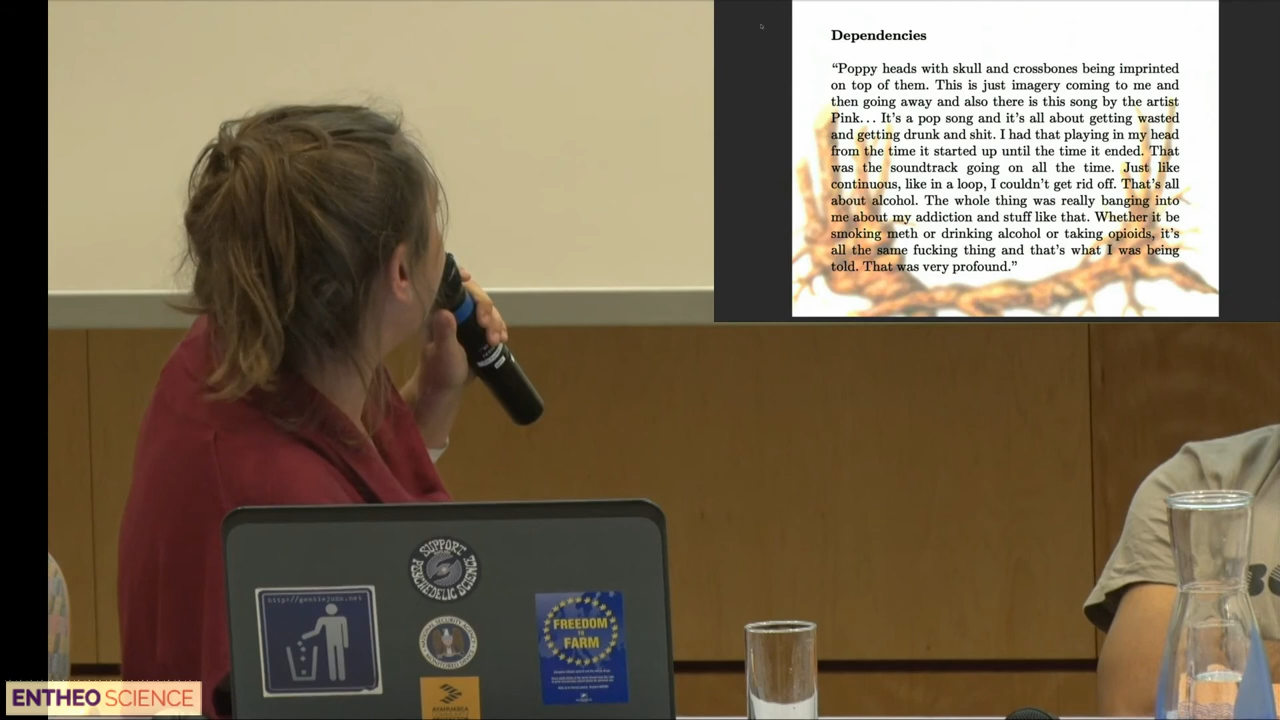 Dependencies
“Poppy heads with skull and crossbones being imprinted
on top of them. This is just imagery coming to me and
then going away and also there is this song by the artist
Pink... It’s a pop song and it’s all about getting wasted
and getting drunk and shit. I had that playing in my head
from the time it started up until the time it ended. That
was the soundtrack going on all the time. Just like
continuous, like in a loop, I couldn’t get rid off. That’s all
about alcohol. The whole thing was really banging into
me about my addiction and stuff like that. Whether it be
smoking meth or drinking alcohol or taking opioids, it’s
all the same fucking thing and that’s what I was being
told. That was very profound.”
SUPPORT
PSYCHEDELIC SCIENCE
NATIONAL SECURITY AGENCY
MONITORED DEVICE
FREEDOM
TO
FARM
AYAHUASCA
ENTHEO SCIENCE